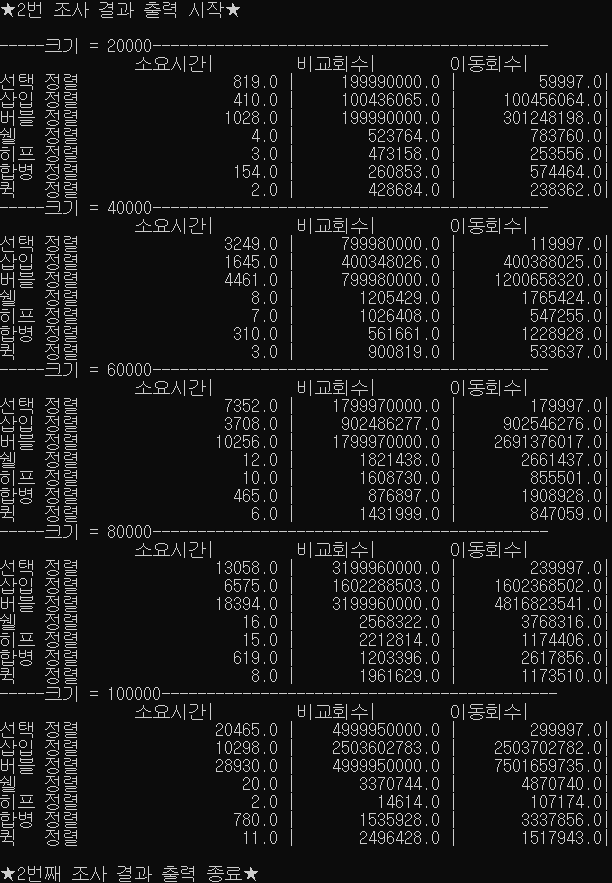 ★2번 조사 결과 출력 시작★
-----크기 = 20000--------------------------------------------
소요시간| 비교회수| 이동회수|
선택 정렬 819.0 | 199990000.0 | 59997.0|
삽입 정렬 410.0 | 100436065.0 | 100456064.0|
버블 정렬 1028.0 | 199990000.0 | 301248198.0|
쉘 정렬 4.0 | 523764.0 | 783760.0|
히프 정렬 3.0 | 473158.0 | 253556.0|
합병 정렬 154.0 | 260853.0 | 574464.0|
퀵 정렬 2.0 | 428684.0 | 238362.0|
-----크기 = 40000--------------------------------------------
소요시간| 비교회수| 이동회수|
선택 정렬 3249.0 | 799980000.0 | 119997.0|
삽입 정렬 1645.0 | 400348026.0 | 400388025.0|
버블 정렬 4461.0 | 799980000.0 | 1200658320.0|
쉘 정렬 8.0 | 1205429.0 | 1765424.0|
히프 정렬 7.0 | 1026408.0 | 547255.0|
합병 정렬 310.0 | 561661.0 | 1228928.0|
퀵 정렬 3.0 | 900819.0 | 533637.0|
-----크기 = 60000--------------------------------------------
소요시간| 비교회수| 이동회수|
선택 정렬 7352.0 | 1799970000.0 | 179997.0|
삽입 정렬 3708.0 | 902486277.0 | 902546276.0|
버블 정렬 10256.0 | 1799970000.0 | 2691376017.0|
쉘 정렬 12.0 | 1821438.0 | 2661437.0|
히프 정렬 10.0 | 1608730.0 | 855501.0|
합병 정렬 465.0 | 876897.0 | 1908928.0|
퀵 정렬 6.0 | 1431999.0 | 847059.0|
-----크기 = 80000--------------------------------------------
소요시간| 비교회수| 이동회수|
선택 정렬 13058.0 | 3199960000.0 | 239997.0|
삽입 정렬 6575.0 | 1602288503.0 | 1602368502.0|
버블 정렬 18394.0 | 3199960000.0 | 4816823541.0|
쉘 정렬 16.0 | 2568322.0 | 3768316.0|
히프 정렬 15.0 | 2212814.0 | 1174406.0|
합병 정렬 619.0 | 1203396.0 | 2617856.0|
퀵 정렬 8.0 | 1961629.0 | 1173510.0|
-----크기 = 100000--------------------------------------------
소요시간| 비교회수| 이동회수|
선택 정렬 20465.0 | 4999950000.0 | 299997.0|
삽입 정렬 10298.0 | 2503602783.0 | 2503702782.0|
버블 정렬 28930.0 | 4999950000.0 | 7501659735.0|
쉘 정렬 20.0 | 3370744.0 | 4870740.0|
히프 정렬 2.0 | 14614.0 | 107174.0|
합병 정렬 780.0 | 1535928.0 | 3337856.0|
퀵 정렬 11.0 | 2496428.0 | 1517943.0|
★2번째 조사 결과 출력 종료★